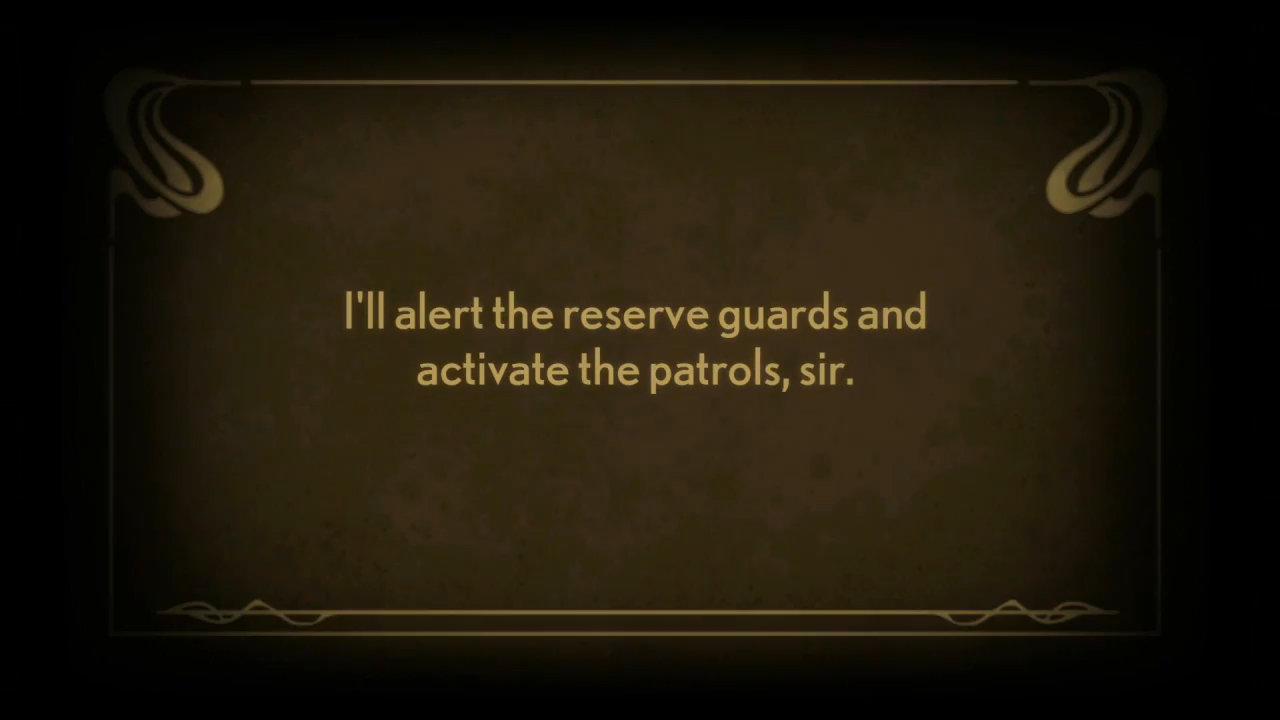 I'll alert the reserve guards and
activate the patrols, sir.